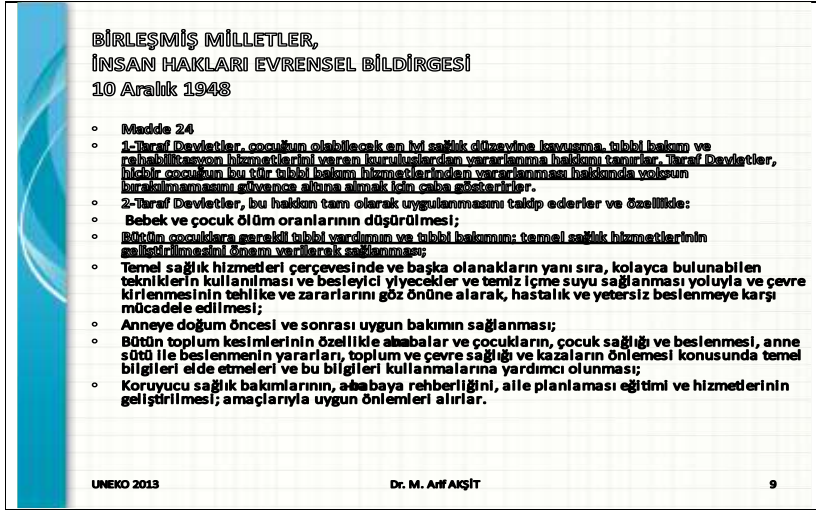 BİRLEŞMİŞ MİLLETLER,
İNSAN HAKLARI EVRENSEL BİLDİRGESİ
10 Aralık 1948
◦ Madde 24
◦ 1-Taraf Devletler, çocuğun olabilecek en iyi sağlık düzeyine kavuşma, tıbbi bakım ve
rehabilitasyon hizmetlerini veren kuruluşlardan yararlanma hakkını tanırlar. Taraf Devletler,
hiçbir çocuğun bu tür tıbbi bakım hizmetlerinden yararlanması hakkında yoksun
bırakılmamasını güvence altına almak için çaba gösterirler.
◦ 2-Taraf Devletler, bu hakkın tam olarak uygulanmasını takip ederler ve özellikle:
◦ Bebek ve çocuk ölüm oranlarının düşürülmesi;
◦ Bütün çocuklara gerekli tıbbi yardımın ve tıbbi bakımın; temel sağlık hizmetlerinin
geliştirilmesini önem verilerek sağlanması;
◦ Temel sağlık hizmetleri çerçevesinde ve başka olanakların yanı sıra, kolayca bulunabilen
tekniklerin kullanılması ve besleyici yiyecekler ve temiz içme suyu sağlanması yoluyla ve çevre
kirlenmesinin tehlike ve zararlarını göz önüne alarak, hastalık ve yetersiz beslenmeye karşı
mücadele edilmesi;
◦ Anneye doğum öncesi ve sonrası uygun bakımın sağlanması;
◦ Bütün toplum kesimlerinin özellikle ababalar ve çocukların, çocuk sağlığı ve beslenmesi, anne
sütü ile beslenmenin yararları, toplum ve çevre sağlığı ve kazaların önlemesi konusunda temel
bilgileri elde etmeleri ve bu bilgileri kullanmalarına yardımcı olunması;
◦ Koruyucu sağlık bakımlarının, rehberliğini, aile planlaması eğitimi ve hizmetlerinin
geliştirilmesi; amaçlarıyla uygun önlemleri alırlar.
UNEKO 2013
Dr. M. Arif AKŞİT
9